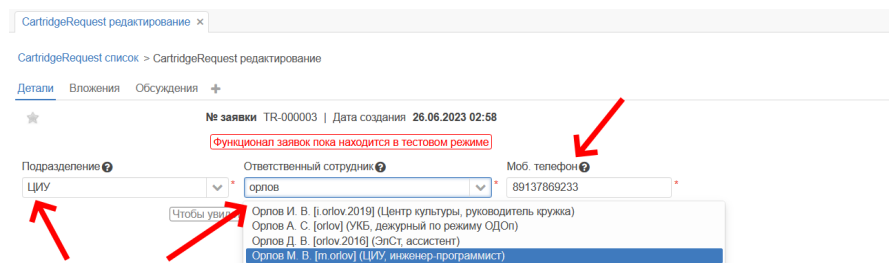 CartridgeRequest редактирование ×
CartridgeRequest список > CartridgeRequest редактирование
Детали Вложения Обсуждения +
№ заявки TR-000003 | Дата создания 26.06.2023 02:58
Функционал заявок пока находится в тестовом режиме
Подразделение ? Ответственный сотрудник ? Моб. телефон ?
ЦИУ * орлов * 89137869233 *
Чтобы
Орлов И. В. [i.orlov.2019] (Центр культуры, руководитель кружка)
Орлов А. С. [orlov] (УКБ, дежурный по режиму ОДОп)
Орлов Д. В. [orlov.2016] (ЭлСт, ассистент)
Орлов М. В. [m.orlov] (ЦИУ, инженер-программист)